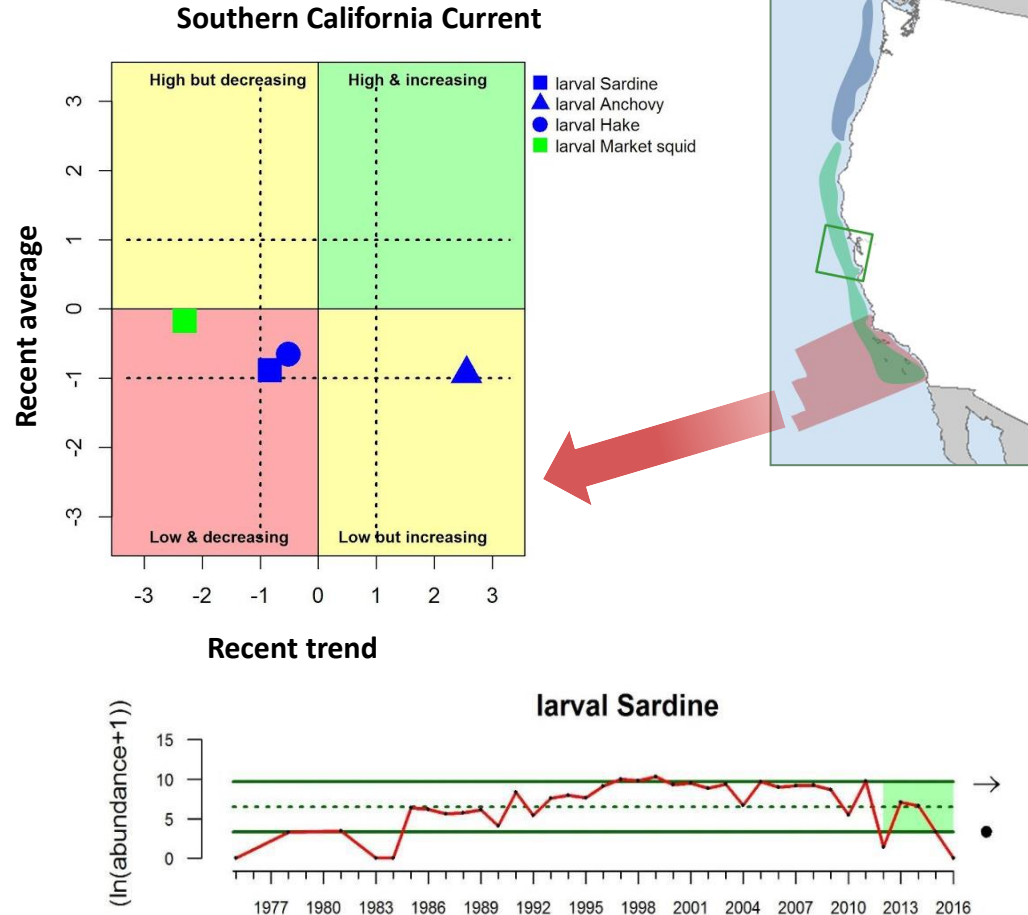 Southern California Current
High but decreasing
High & increasing
larval Sardine
larval Anchovy
larval Hake
larval Market squid
Recent average
3
2
1
0
-1
-2
-3
Low & decreasing
Low but increasing
-3 -2 -1 0 1 2 3
Recent trend
larval Sardine
(ln(abundance+1))
15
10
5
0
1977 1980 1983 1986 1989 1992 1995 1998 2001 2004 2007 2010 2013 2016